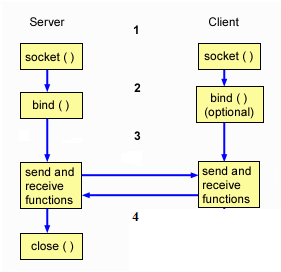 Server
Client
1
socket ( )
socket ( )
2
bind ( )
bind ( )
(optional)
3
send and
receive
functions
send and
receive
functions
4
close ( )